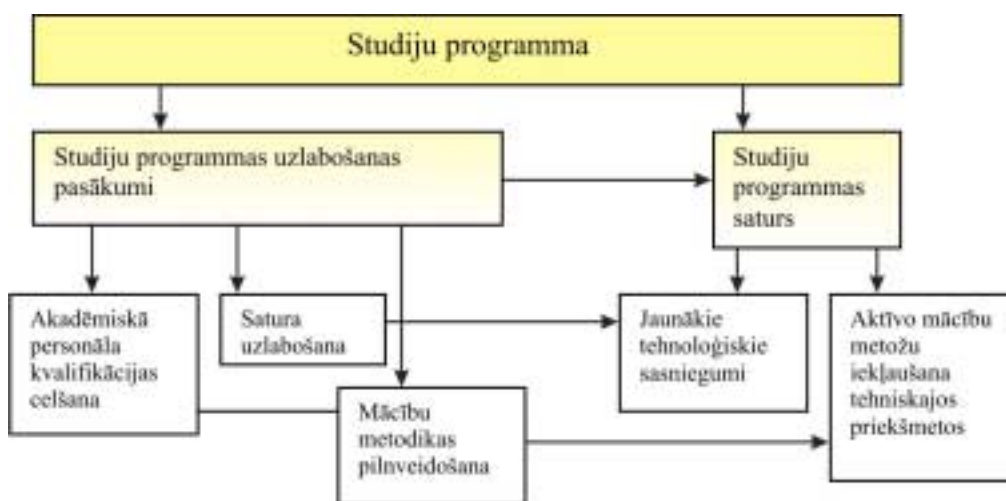 Studiju programma
Studiju programmas uzlabošanas
pasākumi
Studiju
programmas
saturs
Akadēmiskā
personāla
kvalifikācijas
celšana
Satura
uzlabošana
Mācību
metodikas
pilnveidošana
Jaunākie
tehnoloģiskie
sasniegumi
Aktīvo mācību
metožu
iekļaušana
tehniskajos
priekšmetos